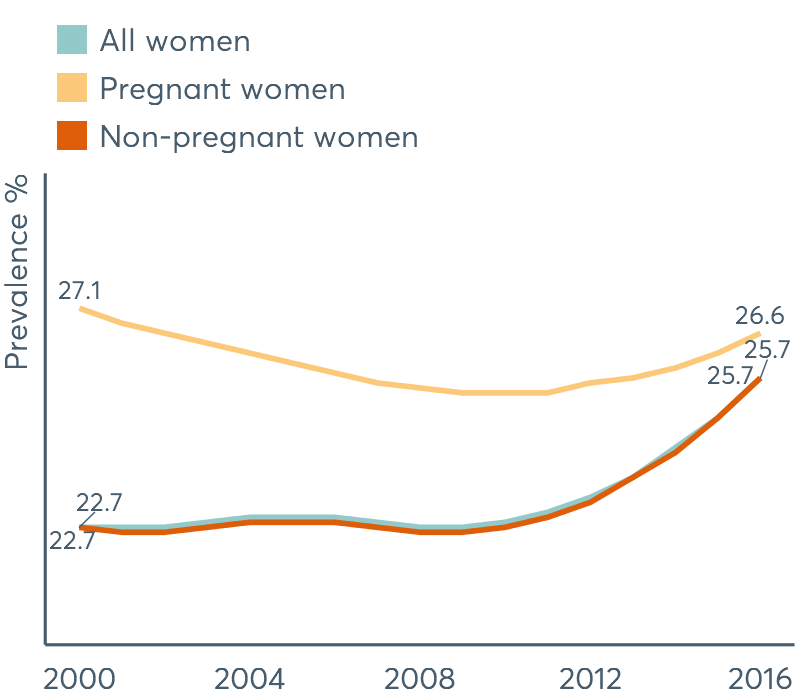 All women
Pregnant women
Non-pregnant women
Prevalence %
27.1
26.6
25.7
25.7
22.7
22.7
2000 2004 2008 2012 2016